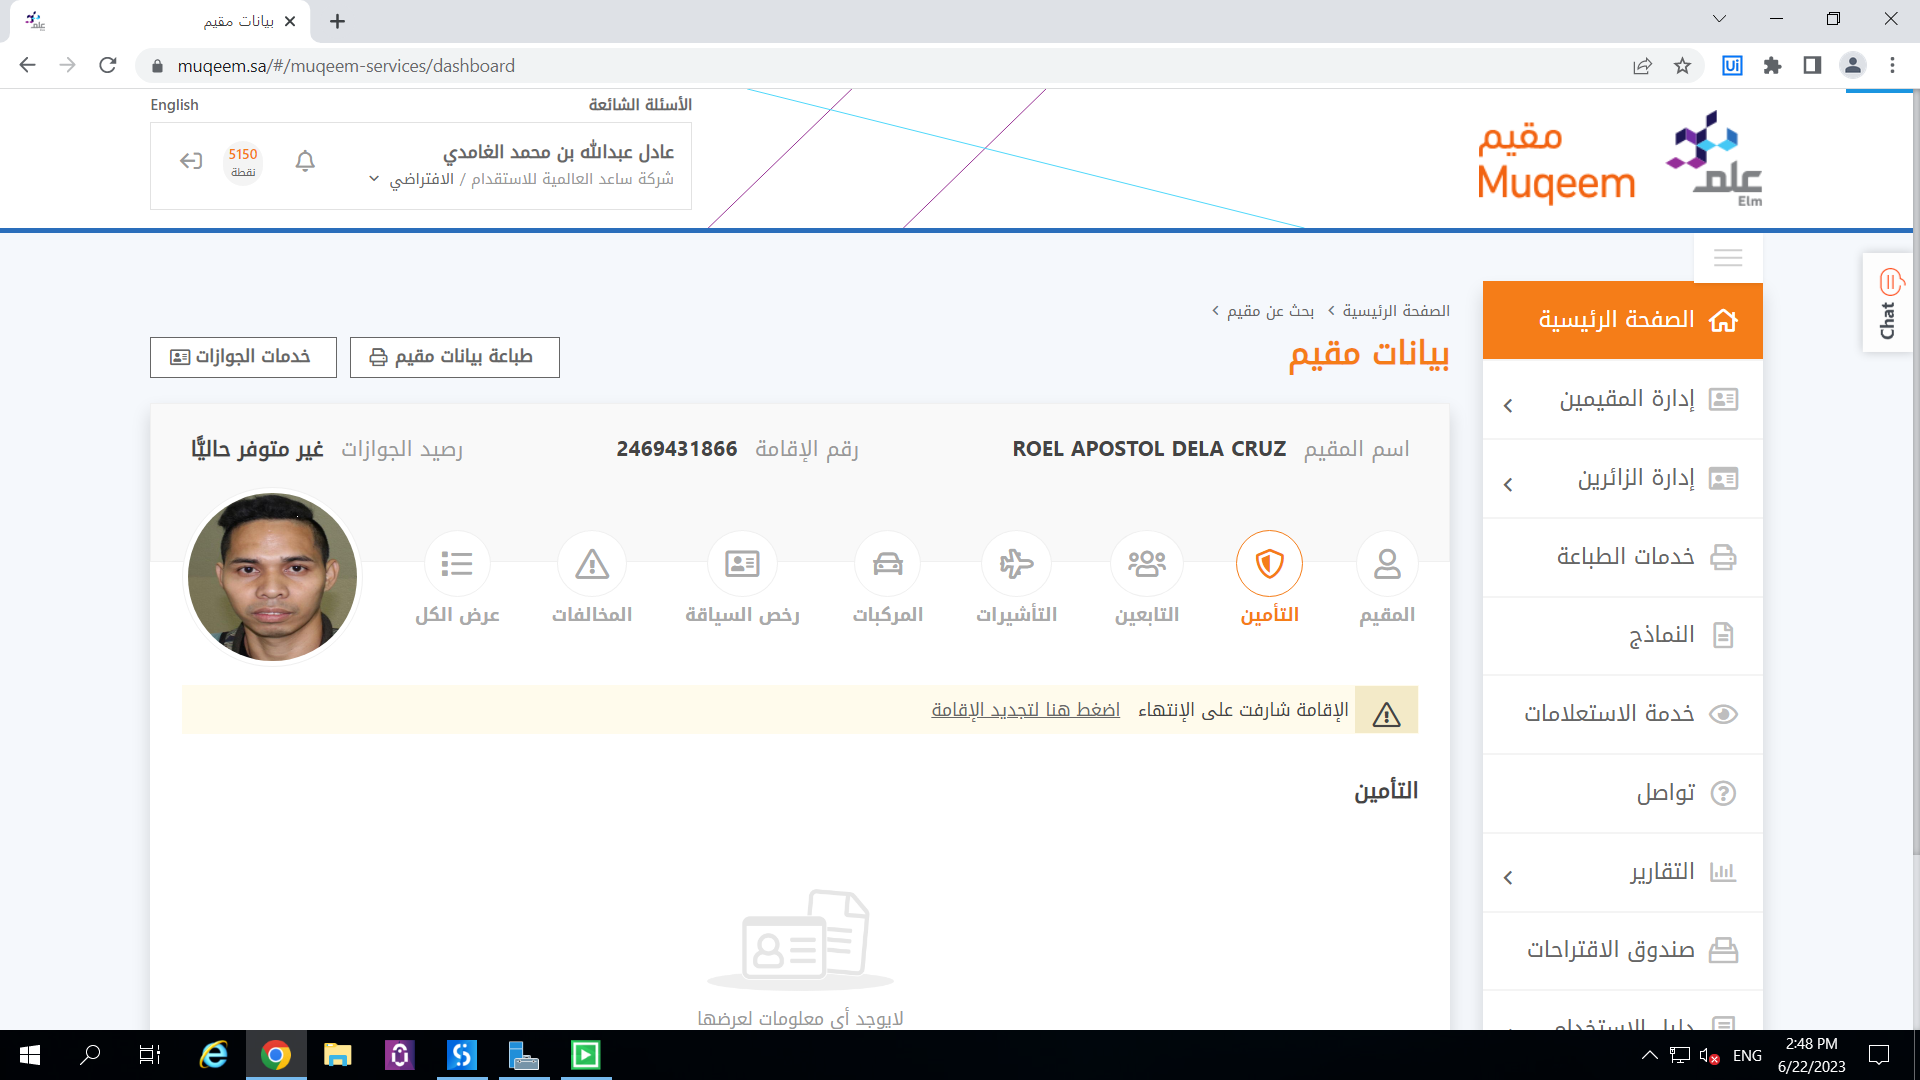 بيانات مقيم
muqeem.sa/#/muqeem-services/dashboard
English
الأسئلة الشائعة
عادل عبدالله بن محمد الغامدي
شركة ساعد العالمية للاستقدام / الافتراضي
5150
نقطة
مقيم
Muqeem
علم
Elm
Chat
الصفحة الرئيسية
إدارة المقيمين
إدارة الزائرين
خدمات الطباعة
النماذج
خدمة الاستعلامات
تواصل
التقارير
صندوق الاقتراحات
دليل الاستخدام
الصفحة الرئيسية > بحث عن مقيم >
بيانات مقيم
طباعة بيانات مقيم
خدمات الجوازات
اسم المقيم ROEL APOSTOL DELA CRUZ
رقم الإقامة 2469431866
رصيد الجوازات غير متوفر حاليًّا
المقيم
التأمين
التابعين
التأشيرات
المركبات
رخص السياقة
المخالفات
عرض الكل
الإقامة شارفت على الإنتهاء اضغط هنا لتجديد الإقامة
التأمين
لايوجد أي معلومات لعرضها
ENG
2:48 PM
6/22/2023